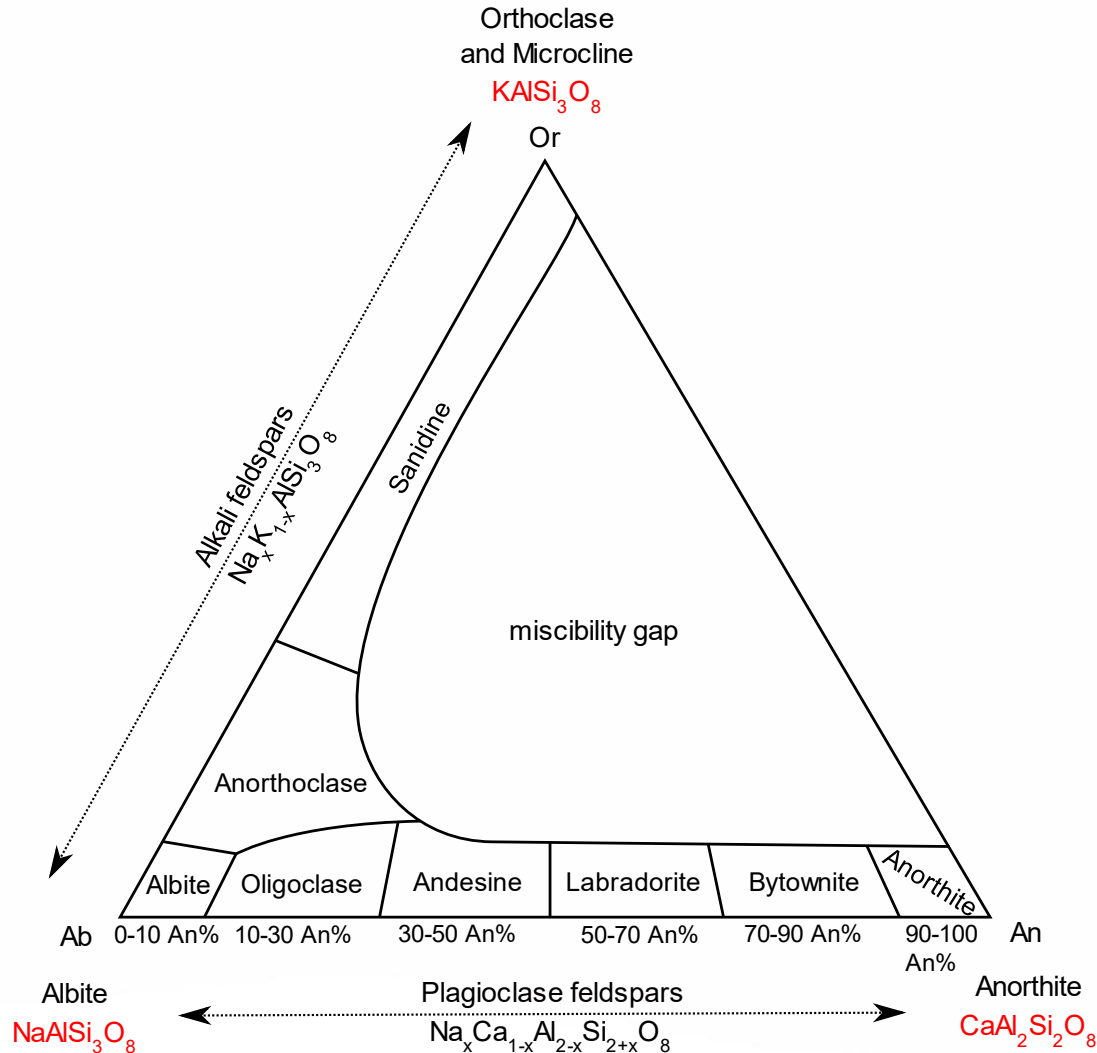 Orthoclase
and Microcline
KAlSi₃O₈
Or
Alkali feldspars
NaₓK₁₋ₓAlSi₃O₈
Sanidine
miscibility gap
Anorthoclase
Albite
Oligoclase
Andesine
Labradorite
Bytownite
Anorthite
Ab
0-10 An%
10-30 An%
30-50 An%
50-70 An%
70-90 An%
90-100
An%
An
Albite
NaAlSi₃O₈
Plagioclase feldspars
NaₓCa₁₋ₓAl₂₋ₓSi₂₊ₓO₈
Anorthite
CaAl₂Si₂O₈